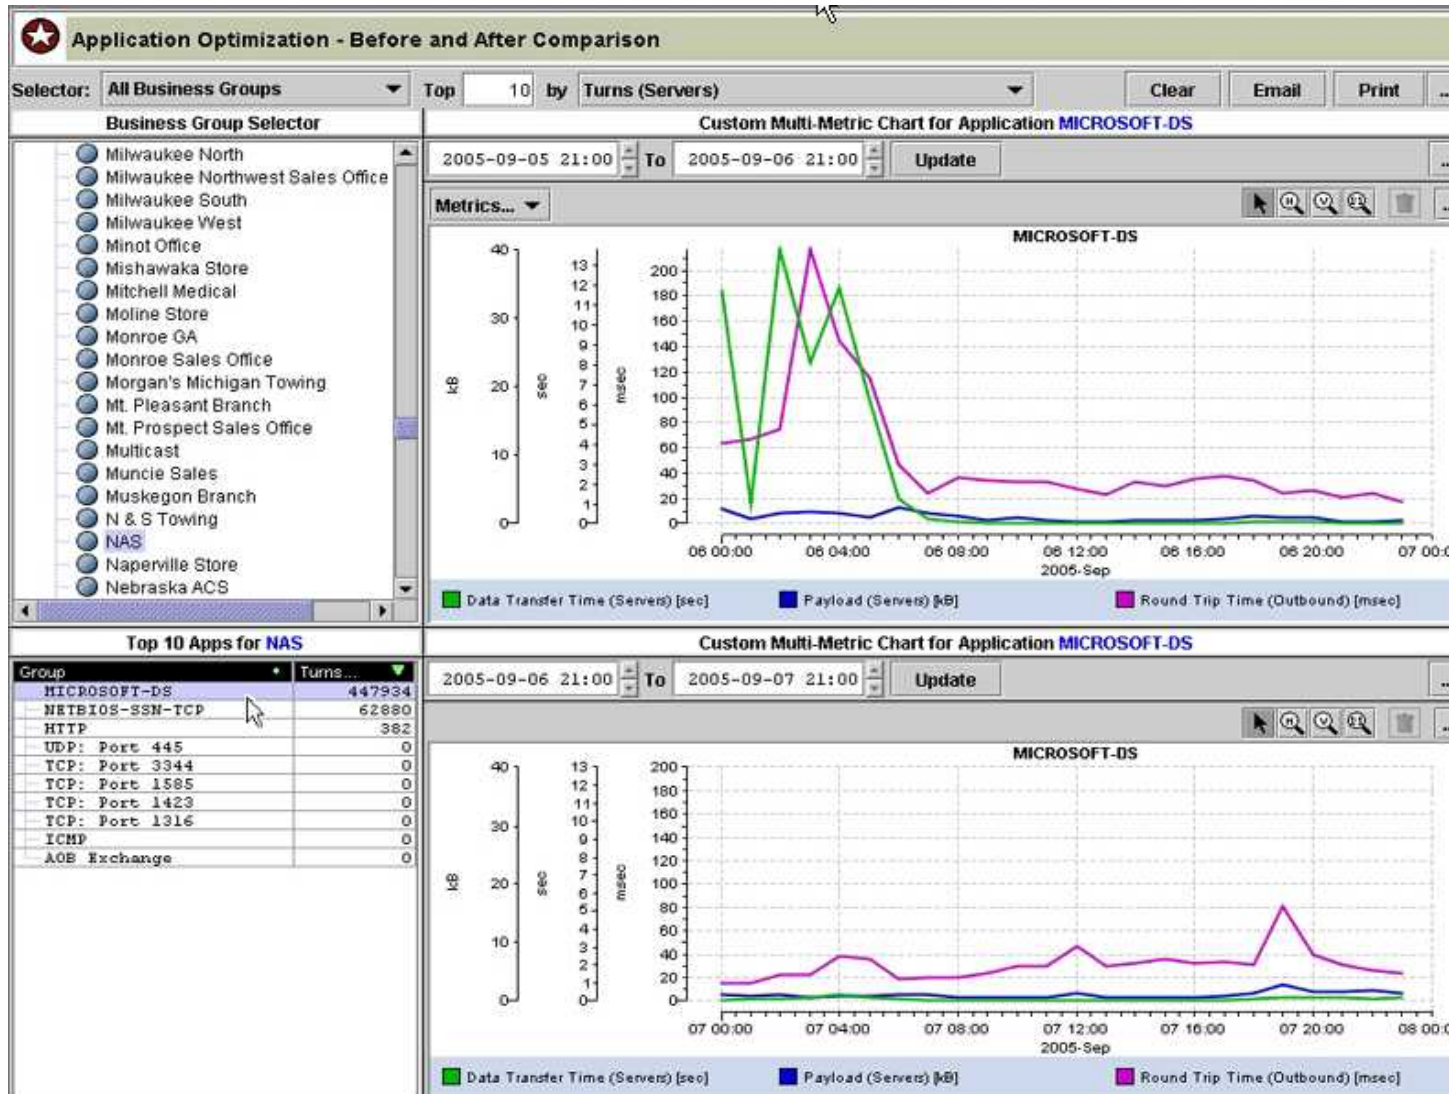 Application Optimization - Before and After Comparison
Selector: All Business Groups Top 10 by Turns (Servers) Clear Email Print ...
Business Group Selector
Milwaukee North
Milwaukee Northwest Sales Office
Milwaukee South
Milwaukee West
Minot Office
Mishawaka Store
Mitchell Medical
Moline Store
Monroe GA
Monroe Sales Office
Morgan's Michigan Towing
Mt. Pleasant Branch
Mt. Prospect Sales Office
Multicast
Muncie Sales
Muskegon Branch
N & S Towing
NAS
Naperville Store
Nebraska ACS
Custom Multi-Metric Chart for Application MICROSOFT-DS
2005-09-05 21:00 To 2005-09-06 21:00 Update ...
Metrics...
MICROSOFT-DS
40 30 20 10 0
kB
13 12 11 10 9 8 7 6 5 4 3 2 1 0
sec
200 180 160 140 120 100 80 60 40 20 0
msec
06 00:00 06 04:00 06 08:00 06 12:00 06 16:00 06 20:00 07 00:0
2005-Sep
Data Transfer Time (Servers) [sec] Payload (Servers) [kB] Round Trip Time (Outbound) [msec]
Top 10 Apps for NAS
Group Turns...
MICROSOFT-DS 447934
NETBIOS-SSN-TCP 62880
HTTP 382
UDP: Port 445 0
TCP: Port 3344 0
TCP: Port 1585 0
TCP: Port 1423 0
TCP: Port 1316 0
ICMP 0
AOB Exchange 0
Custom Multi-Metric Chart for Application MICROSOFT-DS
2005-09-06 21:00 To 2005-09-07 21:00 Update ...
MICROSOFT-DS
40 30 20 10 0
kB
13 12 11 10 9 8 7 6 5 4 3 2 1 0
sec
200 180 160 140 120 100 80 60 40 20 0
msec
07 00:00 07 04:00 07 08:00 07 12:00 07 16:00 07 20:00 08 00:0
2005-Sep
Data Transfer Time (Servers) [sec] Payload (Servers) [kB] Round Trip Time (Outbound) [msec]